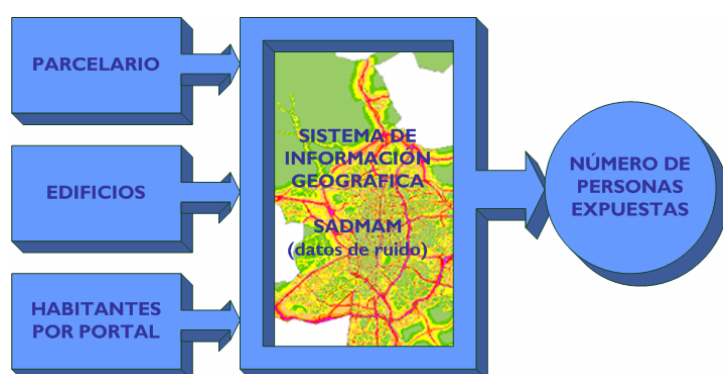 PARCELARIO
EDIFICIOS
HABITANTES
POR PORTAL
SISTEMA DE
INFORMACIÓN
GEOGRÁFICA
SADMAM
(datos de ruido)
NÚMERO DE
PERSONAS
EXPUESTAS